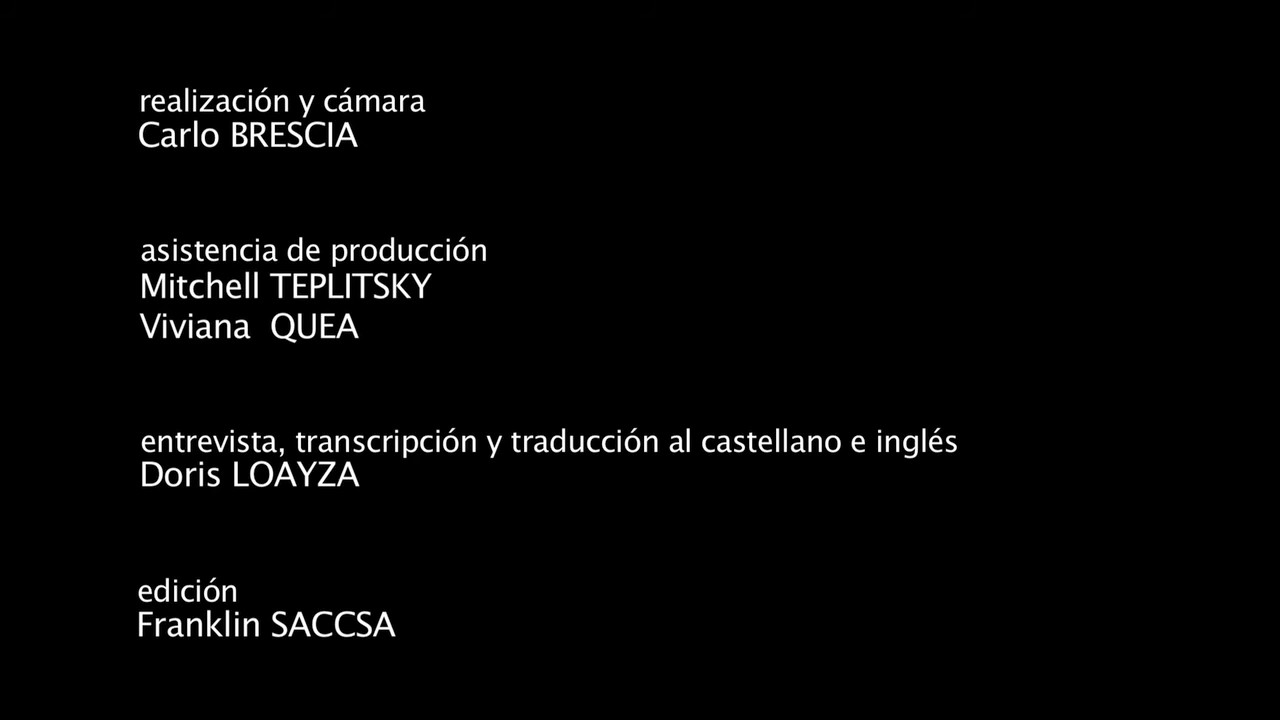 realización y cámara
Carlo BRESCIA
asistencia de producción
Mitchell TEPLITSKY
Viviana QUEA
entrevista, transcripción y traducción al castellano e inglés
Doris LOAYZA
edición
Franklin SACCSA